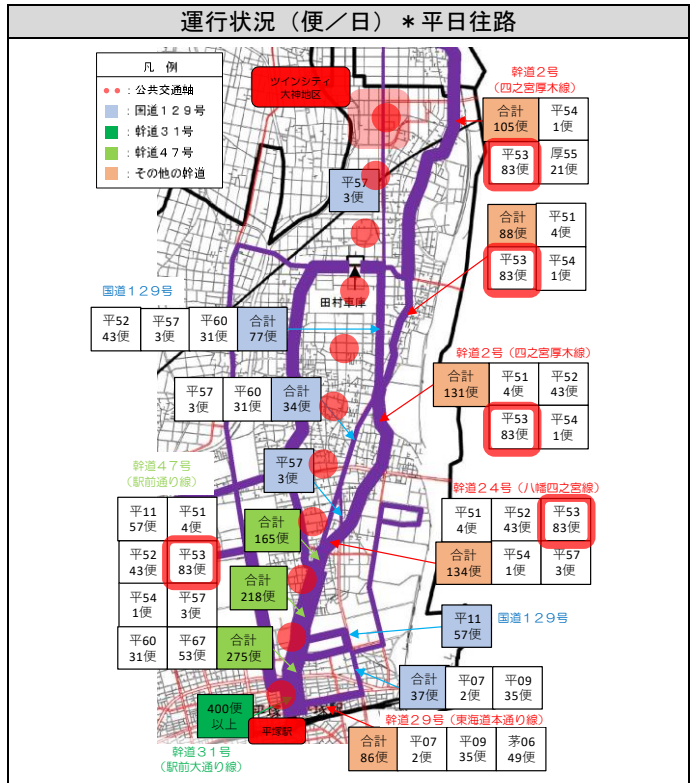 運行状況（便／日）＊平日往路
凡 例
：公共交通軸
：国道１２９号
：幹道３１号
：幹道４７号
：その他の幹道
ツインシティ
大神地区
幹道２号
（四之宮厚木線）
合計
105便
平54
1便
平53
83便
厚55
21便
平57
3便
合計
88便
平51
4便
平53
83便
平54
1便
田村車庫
国道129号
平52
43便
平57
3便
平60
31便
合計
77便
幹道２号（四之宮厚木線）
合計
131便
平51
4便
平52
43便
平53
83便
平54
1便
平57
3便
平60
31便
合計
34便
平57
3便
幹道４７号
（駅前通り線）
平11
57便
平51
4便
平52
43便
平53
83便
平54
1便
平57
3便
平60
31便
平67
53便
合計
275便
合計
165便
合計
218便
幹道２４号（八幡四之宮線）
平51
4便
平52
43便
平53
83便
合計
134便
平54
1便
平57
3便
平11
57便
国道１２９号
合計
37便
平07
2便
平09
35便
400便
以上
平塚駅
幹道３１号
（駅前大通り線）
幹道２９号（東海道本通り線）
合計
86便
平07
2便
平09
35便
茅06
49便